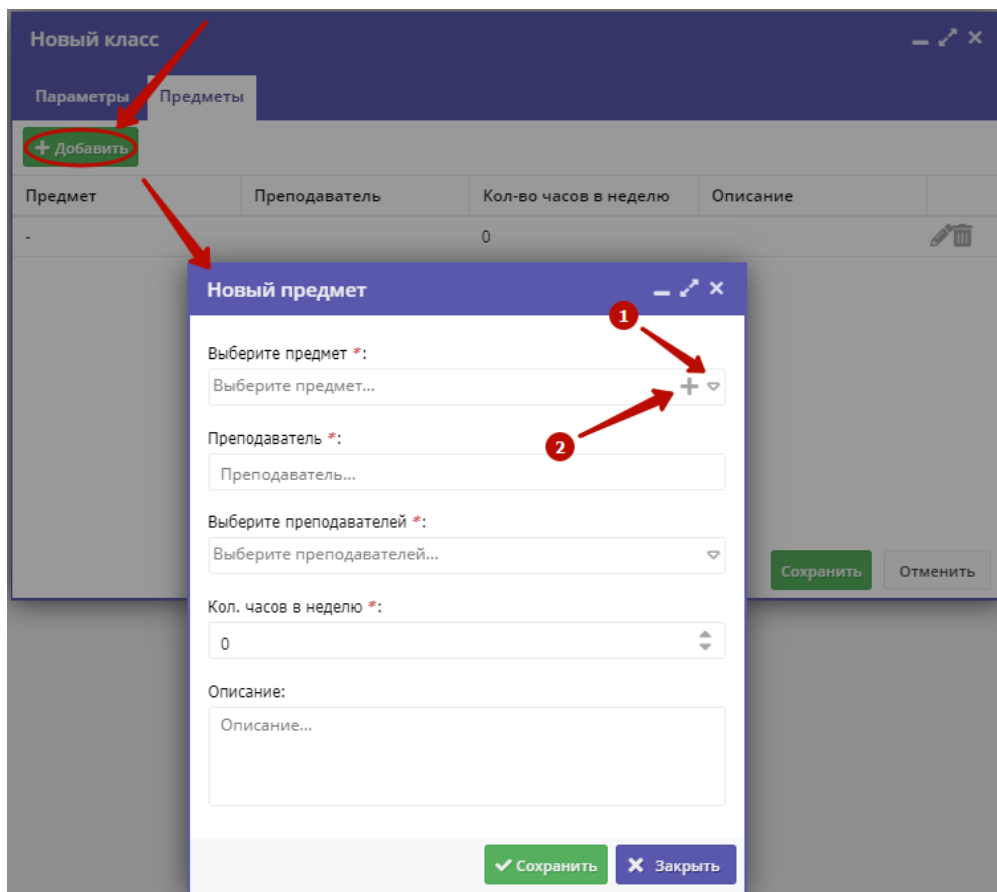 Новый класс
Параметры Предметы
+ Добавить
Предмет Преподаватель Кол-во часов в неделю Описание
- 0
Новый предмет
1
Выберите предмет *:
Выберите предмет...
2
Преподаватель *:
Преподаватель...
Выберите преподавателей *:
Выберите преподавателей...
Сохранить Отменить
Кол. часов в неделю *:
0
Описание:
Описание...
Сохранить Закрыть